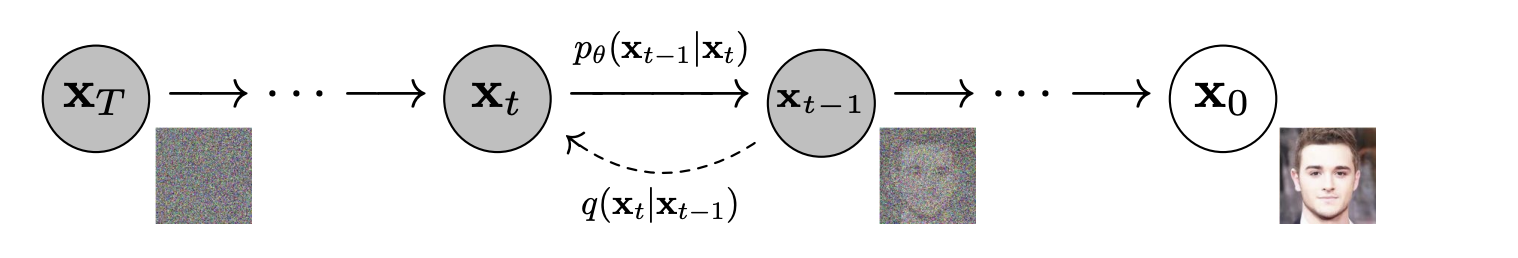 p_θ(x_{t−1}|x_t)
x_T ⟶ ⋯ ⟶ x_t ⟶ x_{t−1} ⟶ ⋯ ⟶ x_0
q(x_t|x_{t−1})